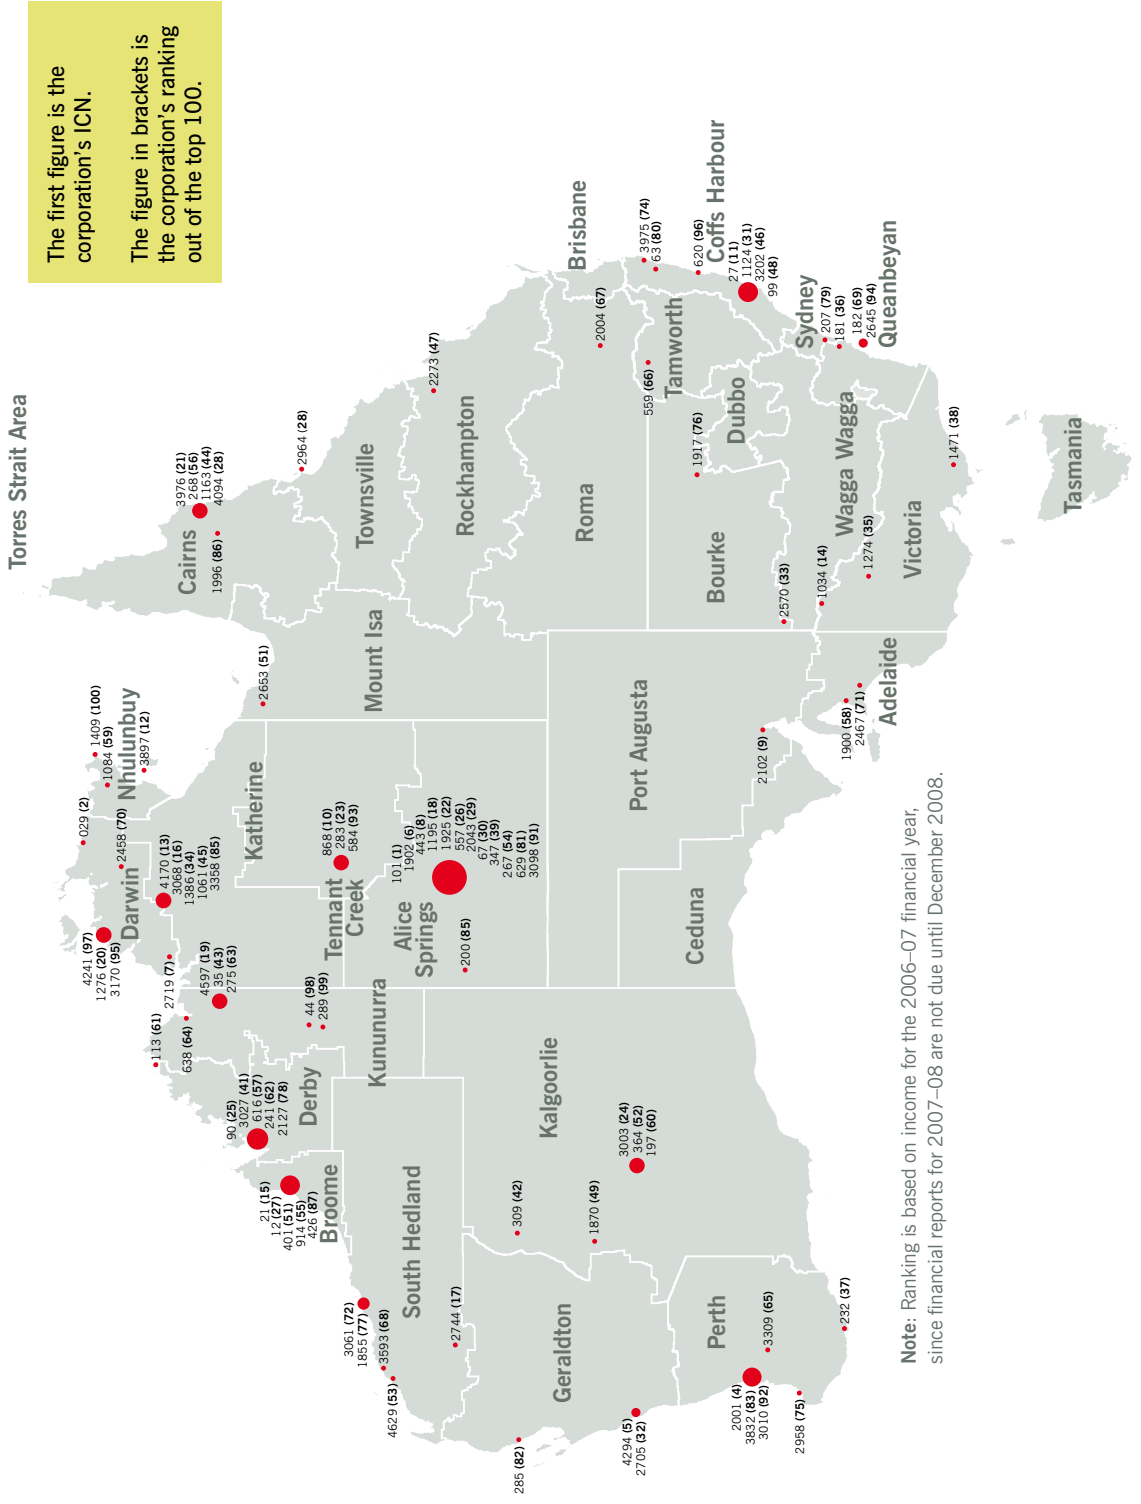 The first figure is the
corporation's ICN.
The figure in brackets is
the corporation's ranking
out of the top 100.
Torres Strait Area
3976 (21)
268 (56)
1163 (44)
4094 (28)
Cairns
1996 (86)
2964 (28)
Townsville
2273 (47)
Rockhampton
Mount Isa
2653 (51)
1409 (100)
1084 (59)
Nhulunbuy
3897 (12)
029 (2)
2458 (70)
Darwin
4241 (97)
1276 (20)
3170 (95)
4170 (13)
3068 (16)
1386 (34)
1061 (45)
3358 (85)
2719 (7)
Katherine
868 (10)
283 (23)
584 (93)
Tennant
Creek
101 (1)
1902 (6)
443 (8)
1195 (18)
1925 (22)
557 (26)
2043 (29)
67 (30)
347 (39)
267 (54)
629 (81)
3098 (91)
Alice
Springs
200 (85)
4597 (19)
35 (43)
275 (63)
113 (61)
638 (64)
44 (98)
289 (99)
Kununurra
90 (25)
3027 (41)
616 (57)
241 (62)
2127 (78)
Derby
21 (15)
12 (27)
401 (51)
914 (55)
426 (87)
Broome
3061 (72)
1855 (77)
3593 (68)
4629 (53)
South Hedland
2744 (17)
285 (82)
Geraldton
4294 (5)
2705 (32)
309 (42)
1870 (49)
Kalgoorlie
3003 (24)
364 (52)
197 (60)
Perth
2001 (4)
3832 (83)
3010 (92)
3309 (65)
2958 (75)
232 (37)
Ceduna
Port Augusta
2102 (9)
1900 (58)
2467 (71)
Adelaide
Brisbane
2004 (67)
Roma
3975 (74)
63 (80)
620 (96)
Coffs Harbour
27 (11)
1124 (31)
3202 (46)
99 (48)
559 (66)
Tamworth
1917 (76)
Dubbo
Bourke
2570 (33)
Sydney
207 (79)
181 (36)
182 (69)
2645 (94)
Queanbeyan
Wagga Wagga
1034 (14)
1274 (35)
Victoria
1471 (38)
Tasmania
Note: Ranking is based on income for the 2006–07 financial year,
since financial reports for 2007–08 are not due until December 2008.